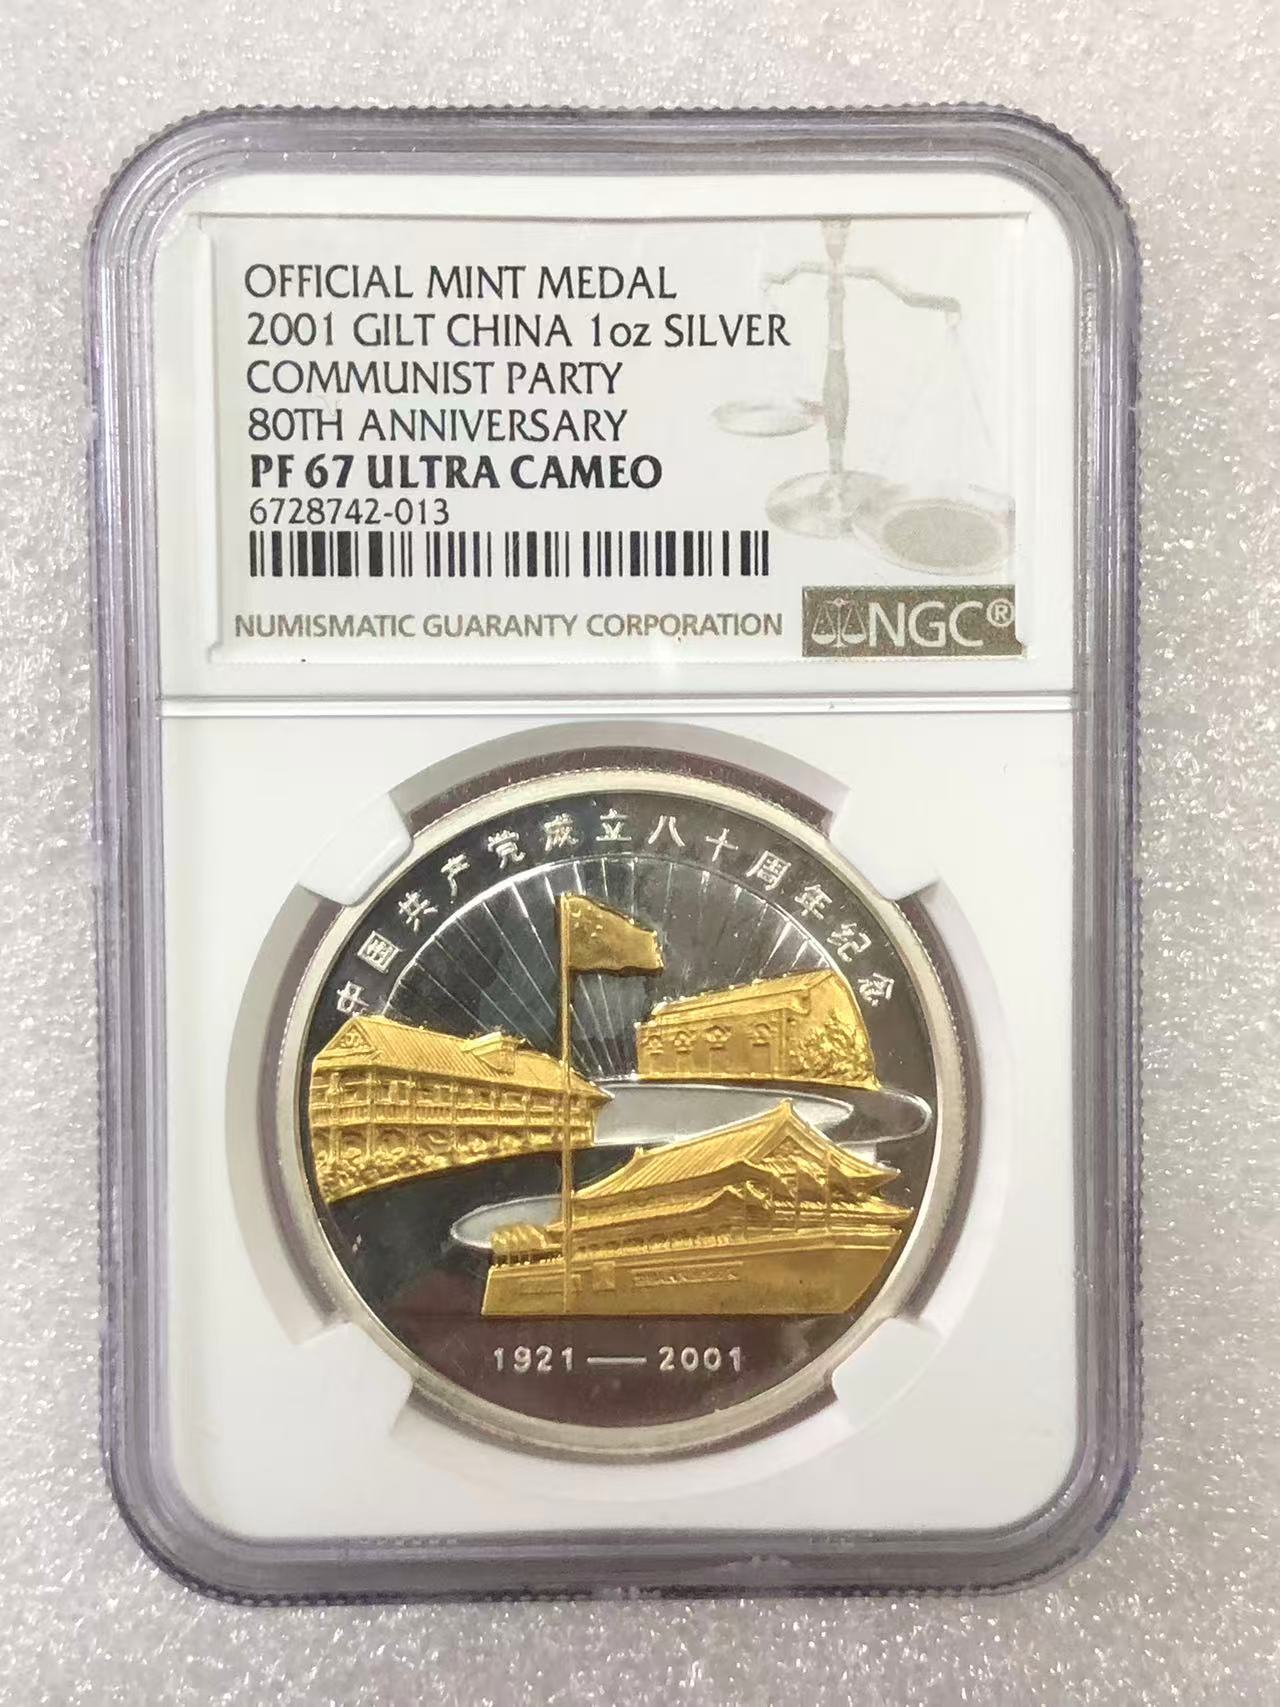 OFFICIAL MINT MEDAL
2001 GILT CHINA 1oz SILVER
COMMUNIST PARTY
80TH ANNIVERSARY
PF 67 ULTRA CAMEO
6728742-013
NUMISMATIC GUARANTY CORPORATION
NGC®
中国共产党成立八十周年纪念
1921—2001